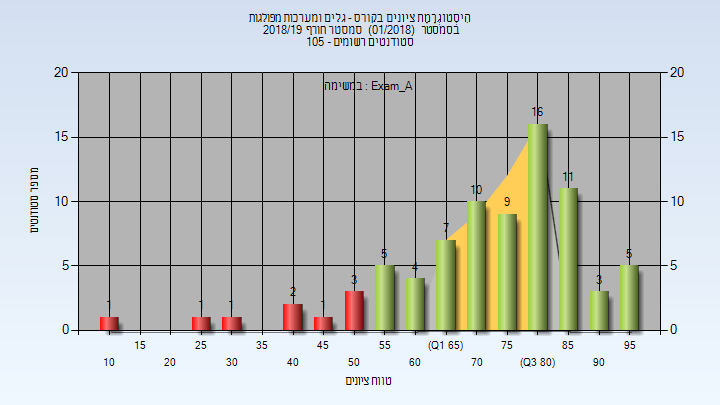 היסטוגרמת ציונים בקורס - גלים ומערכות מפולגות
בסמסטר (01/2018) סמסטר חורף 2018/19
סטודנטים רשומים - 105
במשימה : Exam_A
מספר סטודנטים
20 20
15 15
10 10
5 5
0 0
1 1 1 2 1 3 5 4 7 10 9 16 11 3 5
15 25 35 45 55 (Q1 65) 75 85 95
10 20 30 40 50 60 70 (Q3 80) 90
טווח ציונים